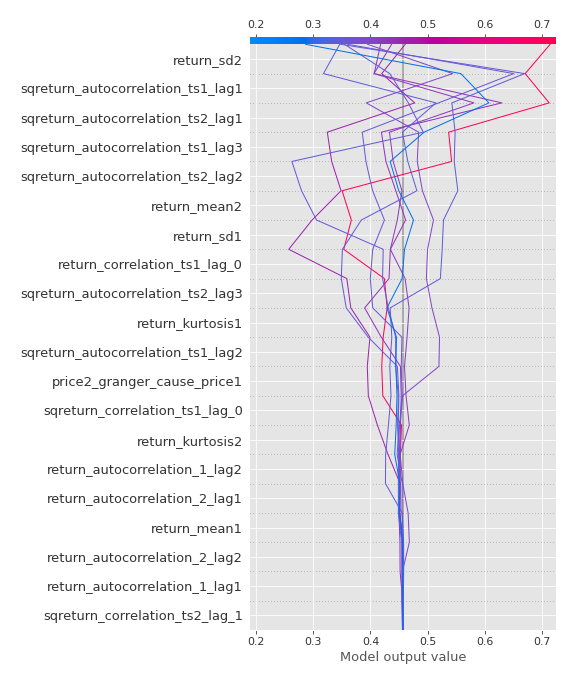 0.2 0.3 0.4 0.5 0.6 0.7
return_sd2
sqreturn_autocorrelation_ts1_lag1
sqreturn_autocorrelation_ts2_lag1
sqreturn_autocorrelation_ts1_lag3
sqreturn_autocorrelation_ts2_lag2
return_mean2
return_sd1
return_correlation_ts1_lag_0
sqreturn_autocorrelation_ts2_lag3
return_kurtosis1
sqreturn_autocorrelation_ts1_lag2
price2_granger_cause_price1
sqreturn_correlation_ts1_lag_0
return_kurtosis2
return_autocorrelation_1_lag2
return_autocorrelation_2_lag1
return_mean1
return_autocorrelation_2_lag2
return_autocorrelation_1_lag1
sqreturn_correlation_ts2_lag_1
0.2 0.3 0.4 0.5 0.6 0.7
Model output value